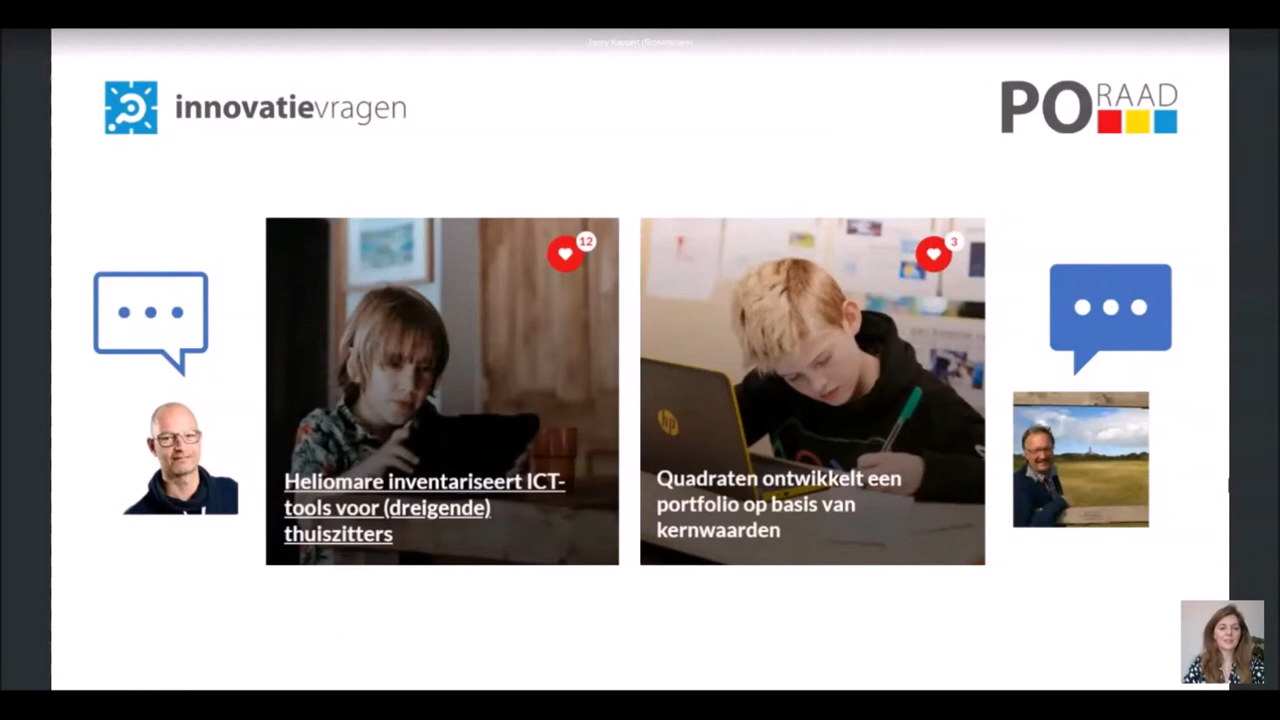 innovatievragen
PO RAAD
12
3
Heliomare inventariseert ICT-
tools voor (dreigende)
thuiszitters
hp
Quadraten ontwikkelt een
portfolio op basis van
kernwaarden